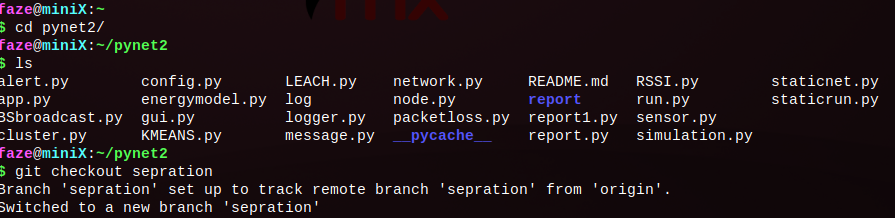 faze@miniX:~
$ cd pynet2/
faze@miniX:~/pynet2
$ ls
alert.py config.py LEACH.py network.py README.md RSSI.py staticnet.py
app.py energymodel.py log node.py report run.py staticrun.py
BSbroadcast.py gui.py logger.py packetloss.py report1.py sensor.py
cluster.py KMEANS.py message.py __pycache__ report.py simulation.py
faze@miniX:~/pynet2
$ git checkout sepration
Branch 'sepration' set up to track remote branch 'sepration' from 'origin'.
Switched to a new branch 'sepration'